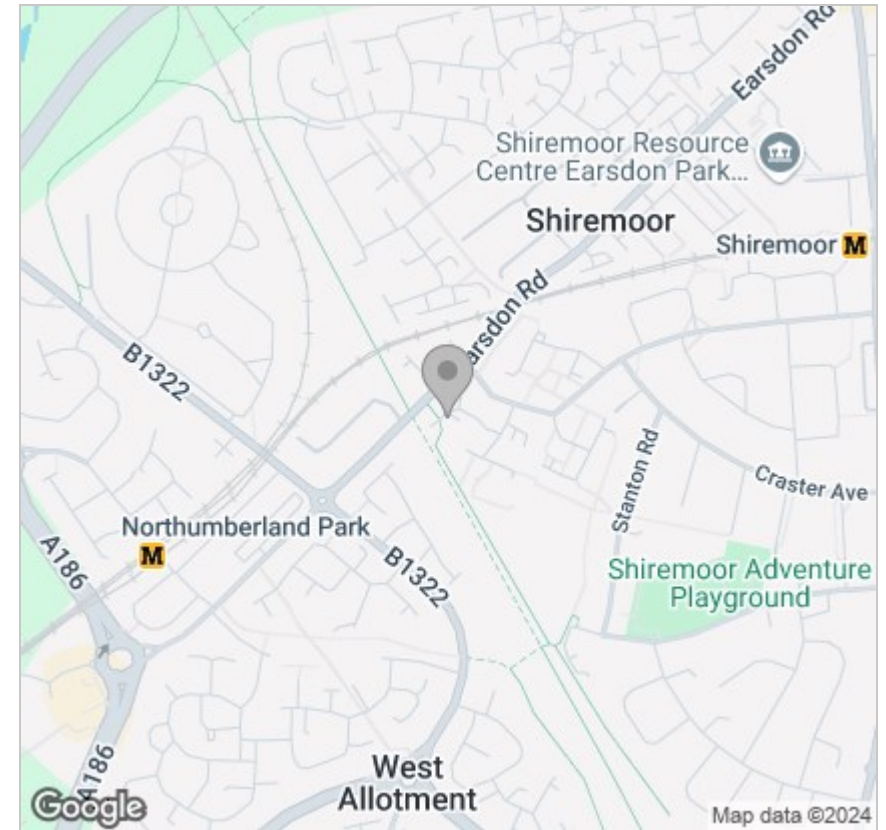 Earsdon Rd
Shiremoor Resource
Centre Earsdon Park...
Shiremoor
Shiremoor M
Earsdon Rd
B1322
Stanton Rd
Craster Ave
Northumberland Park
M
A186
B1322
Shiremoor Adventure
Playground
A186
West
Allotment
Google
Map data ©2024